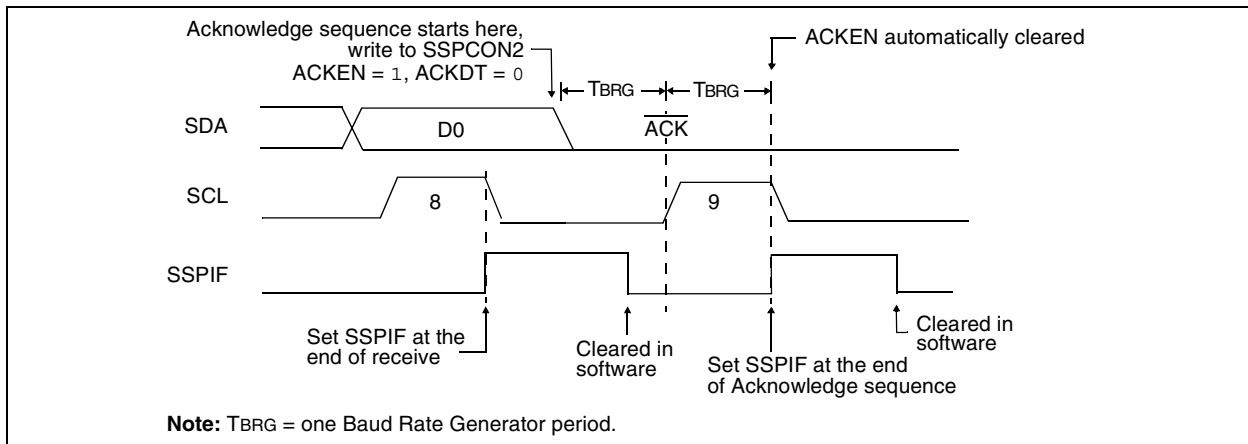 Acknowledge sequence starts here,
write to SSPCON2
ACKEN = 1, ACKDT = 0
ACKEN automatically cleared
TBRG
TBRG
SDA
D0
ACK
SCL
8
9
SSPIF
Set SSPIF at the
end of receive
Cleared in
software
Set SSPIF at the end
of Acknowledge sequence
Cleared in
software
Note: TBRG = one Baud Rate Generator period.